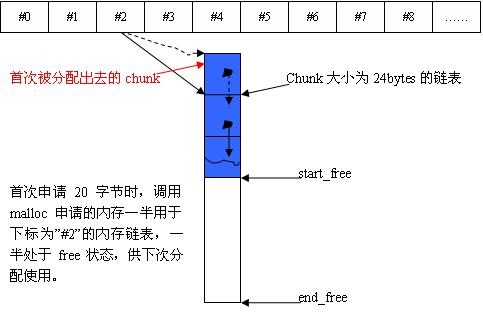 #0 #1 #2 #3 #4 #5 #6 #7 #8 ……
首次被分配出去的 chunk
Chunk 大小为 24bytes 的链表
首次申请 20 字节时，调用
malloc 申请的内存一半用于
下标为”#2”的内存链表，一
半处于 free 状态，供下次分
配使用。
start_free
end_free